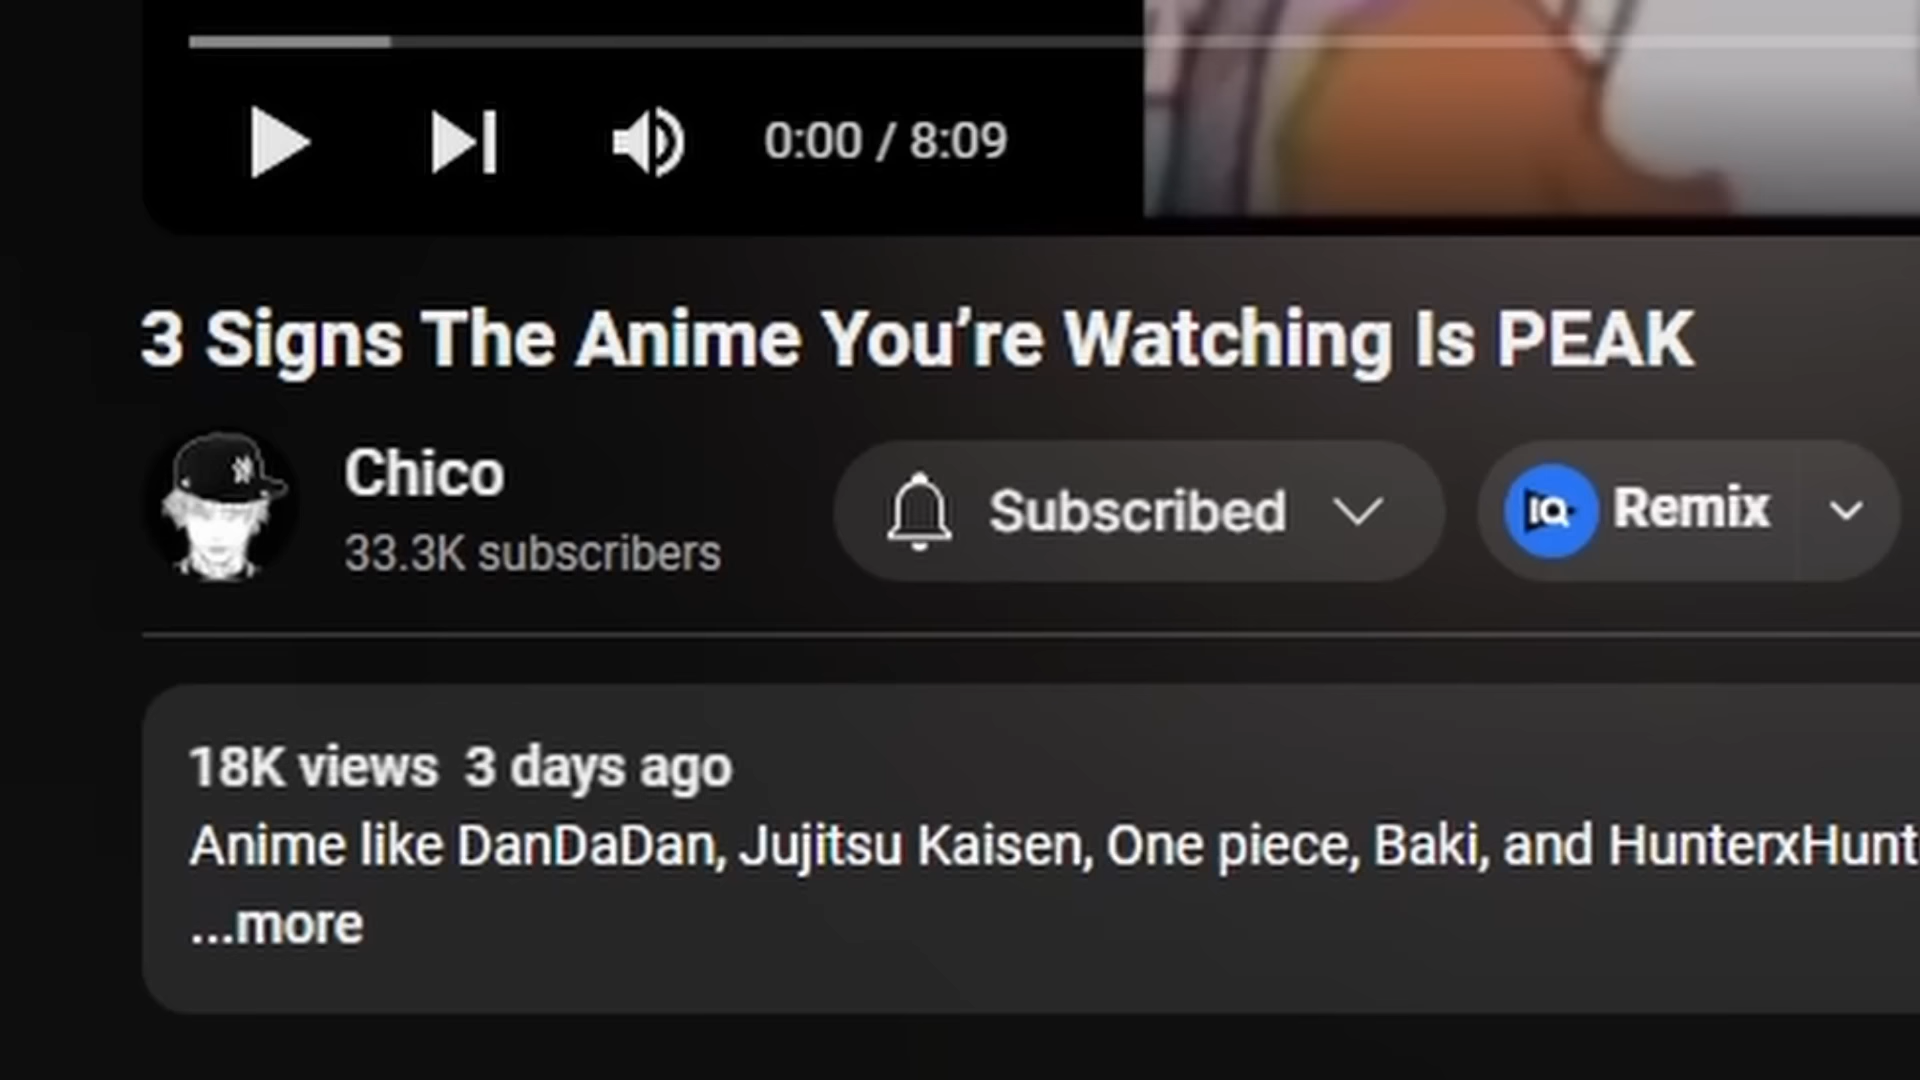 0:00 / 8:09
3 Signs The Anime You're Watching Is PEAK
Chico
33.3K subscribers
Subscribed
IQ Remix
18K views 3 days ago
Anime like DanDaDan, Jujitsu Kaisen, One piece, Baki, and HunterxHunt
...more